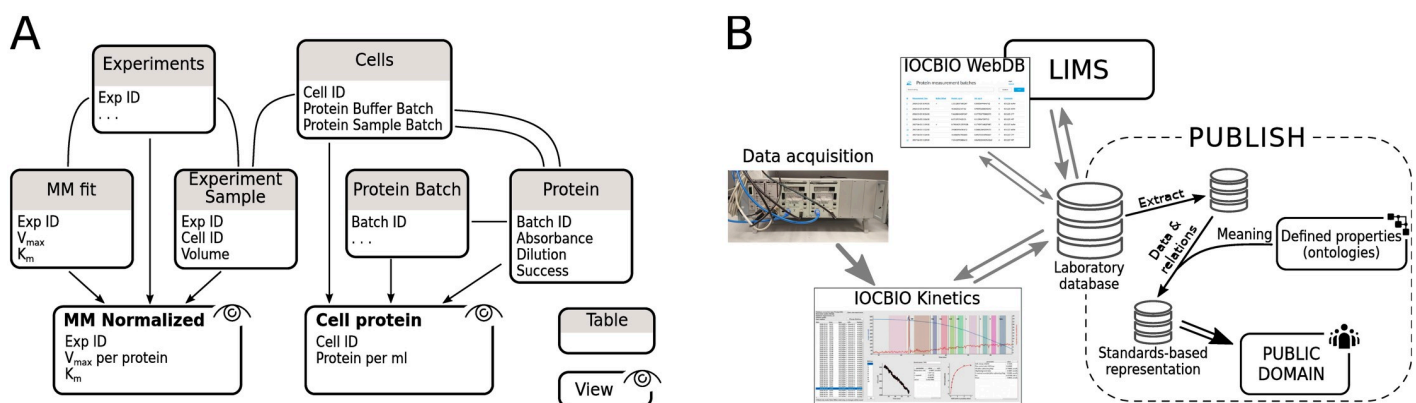 A
Experiments
Exp ID
. . .
Cells
Cell ID
Protein Buffer Batch
Protein Sample Batch
MM fit
Exp ID
Vmax
Km
Experiment
Sample
Exp ID
Cell ID
Volume
Protein Batch
Batch ID
. . .
Protein
Batch ID
Absorbance
Dilution
Success
MM Normalized
Exp ID
Vmax per protein
Km
Cell protein
Cell ID
Protein per ml
Table
View
B
IOCBIO WebDB
Protein measurement batches
LIMS
Data acquisition
IOCBIO Kinetics
Laboratory
database
PUBLISH
Extract
Data &
relations
Meaning
Defined properties
(ontologies)
Standards-based
representation
PUBLIC
DOMAIN